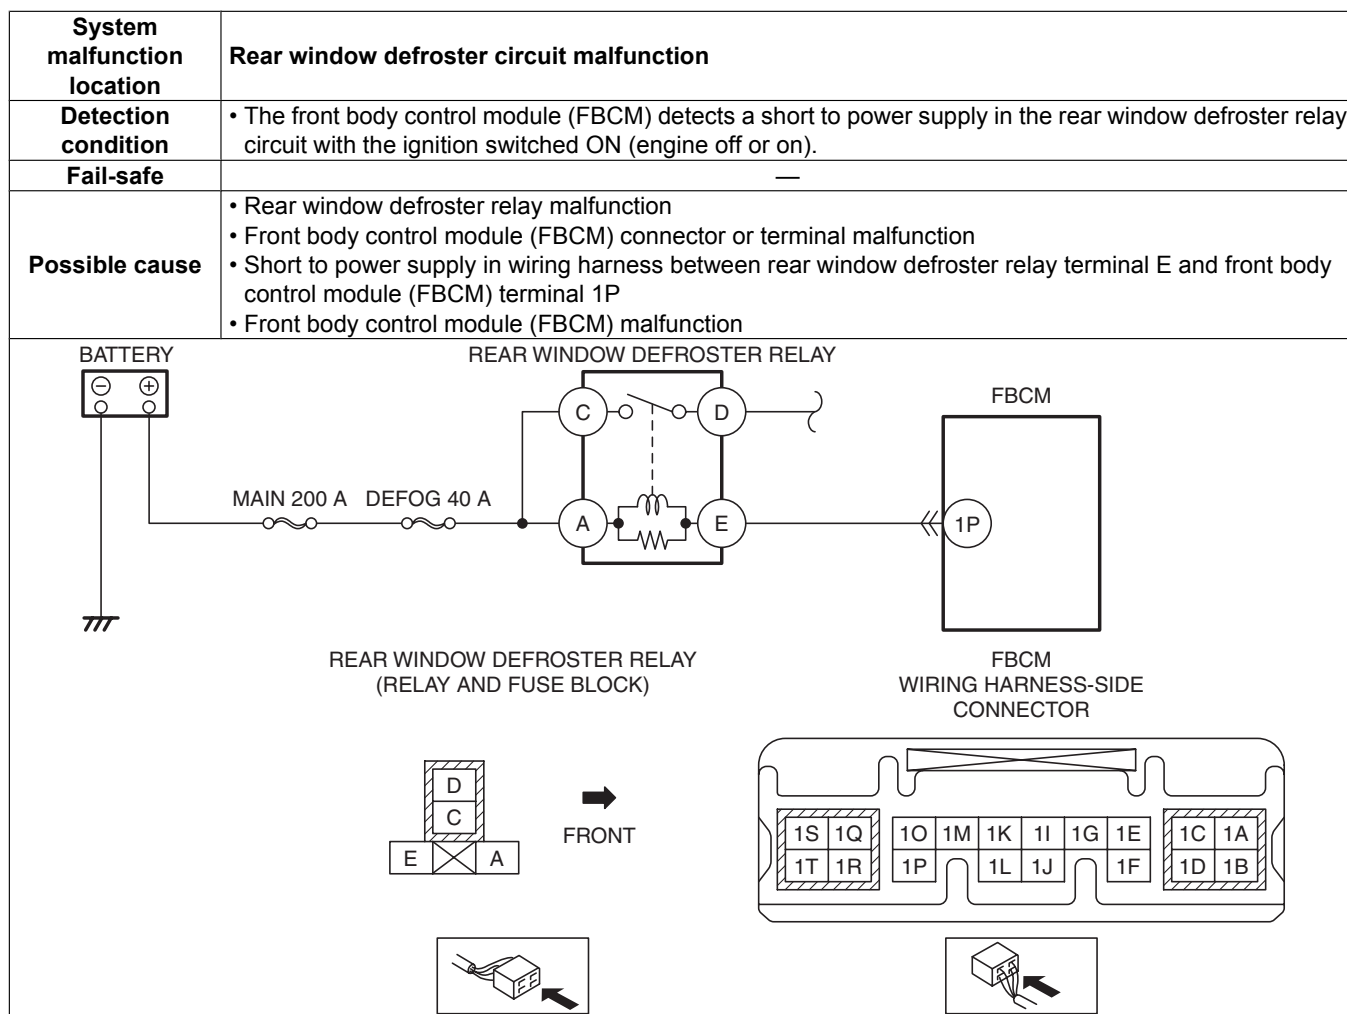 System
malfunction
location
Rear window defroster circuit malfunction
Detection
condition
• The front body control module (FBCM) detects a short to power supply in the rear window defroster relay
circuit with the ignition switched ON (engine off or on).
Fail-safe
—
Possible cause
• Rear window defroster relay malfunction
• Front body control module (FBCM) connector or terminal malfunction
• Short to power supply in wiring harness between rear window defroster relay terminal E and front body
control module (FBCM) terminal 1P
• Front body control module (FBCM) malfunction
BATTERY
REAR WINDOW DEFROSTER RELAY
FBCM
C D
MAIN 200 A DEFOG 40 A
A E
1P
REAR WINDOW DEFROSTER RELAY
(RELAY AND FUSE BLOCK)
FBCM
WIRING HARNESS-SIDE
CONNECTOR
D
C
E A
FRONT
1S 1Q 1O 1M 1K 1I 1G 1E 1C 1A
1T 1R 1P 1L 1J 1F 1D 1B